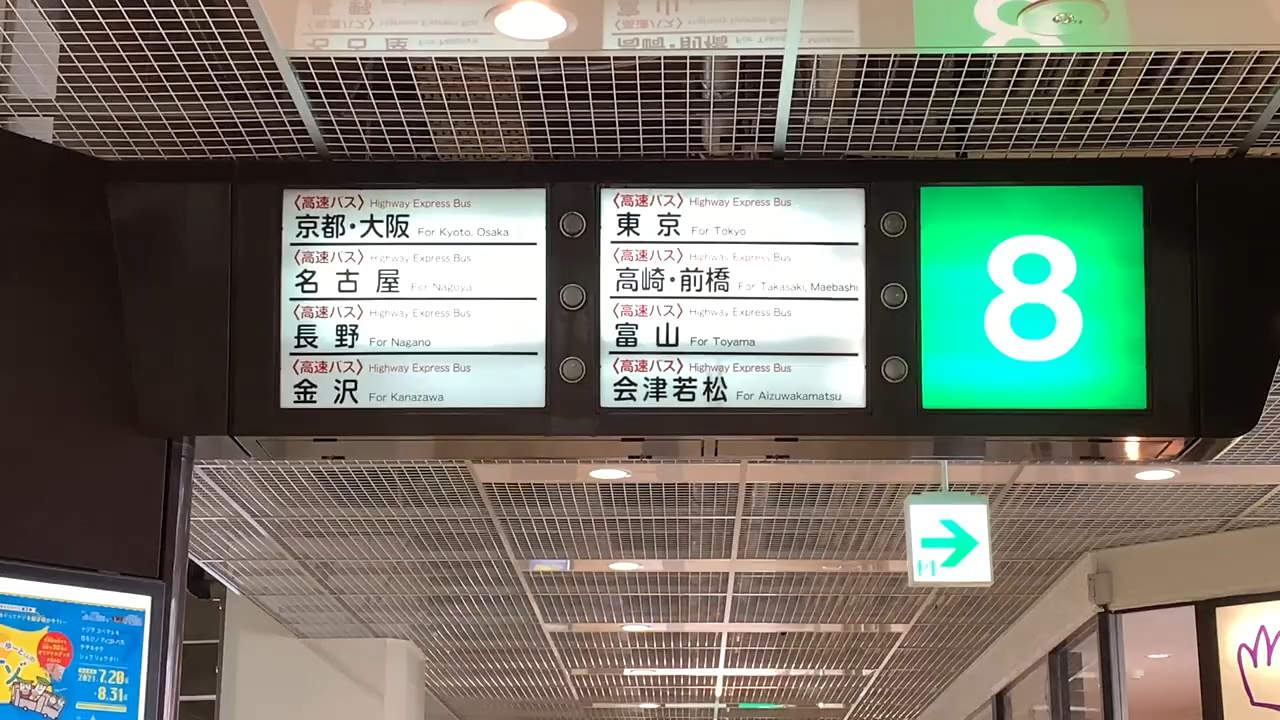 〈高速バス〉 Highway Express Bus
京都・大阪 For Kyoto, Osaka
〈高速バス〉 Highway Express Bus
名古屋 For Nagoya
〈高速バス〉 Highway Express Bus
長野 For Nagano
〈高速バス〉 Highway Express Bus
金沢 For Kanazawa
〈高速バス〉 Highway Express Bus
東京 For Tokyo
〈高速バス〉 Highway Express Bus
高崎・前橋 For Takasaki, Maebashi
〈高速バス〉 Highway Express Bus
富山 For Toyama
〈高速バス〉 Highway Express Bus
会津若松 For Aizuwakamatsu
8
2021 7.20
8.31